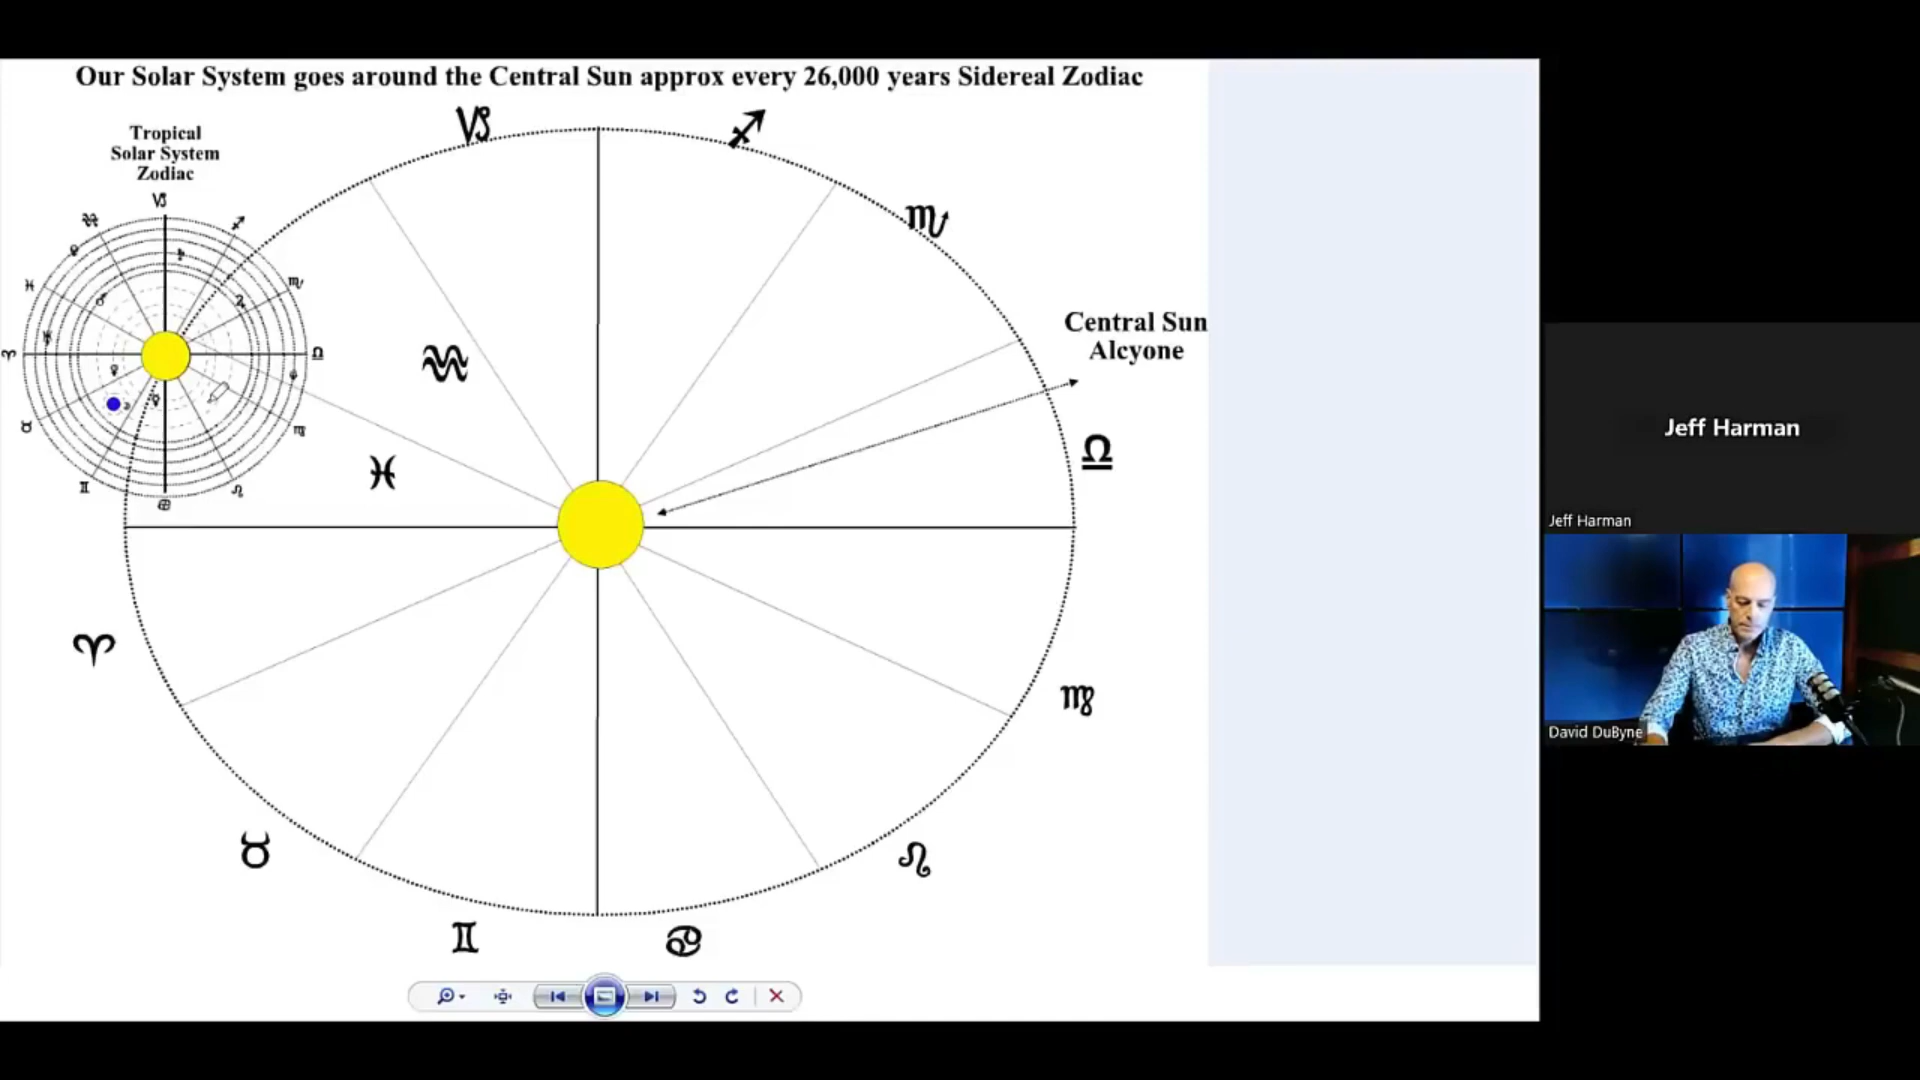 Our Solar System goes around the Central Sun approx every 26,000 years Sidereal Zodiac
Tropical
Solar System
Zodiac
Central Sun
Alcyone
Jeff Harman
Jeff Harman
David DuByne